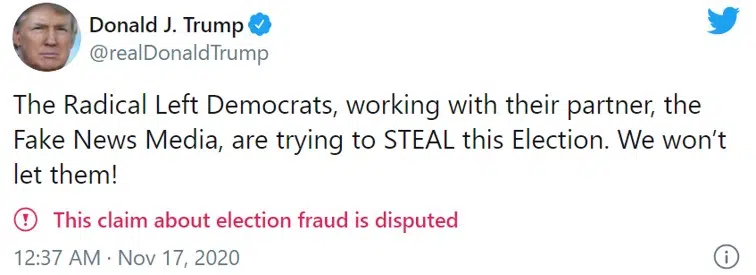 Donald J. Trump
@realDonaldTrump
The Radical Left Democrats, working with their partner, the
Fake News Media, are trying to STEAL this Election. We won’t
let them!
This claim about election fraud is disputed
12:37 AM · Nov 17, 2020